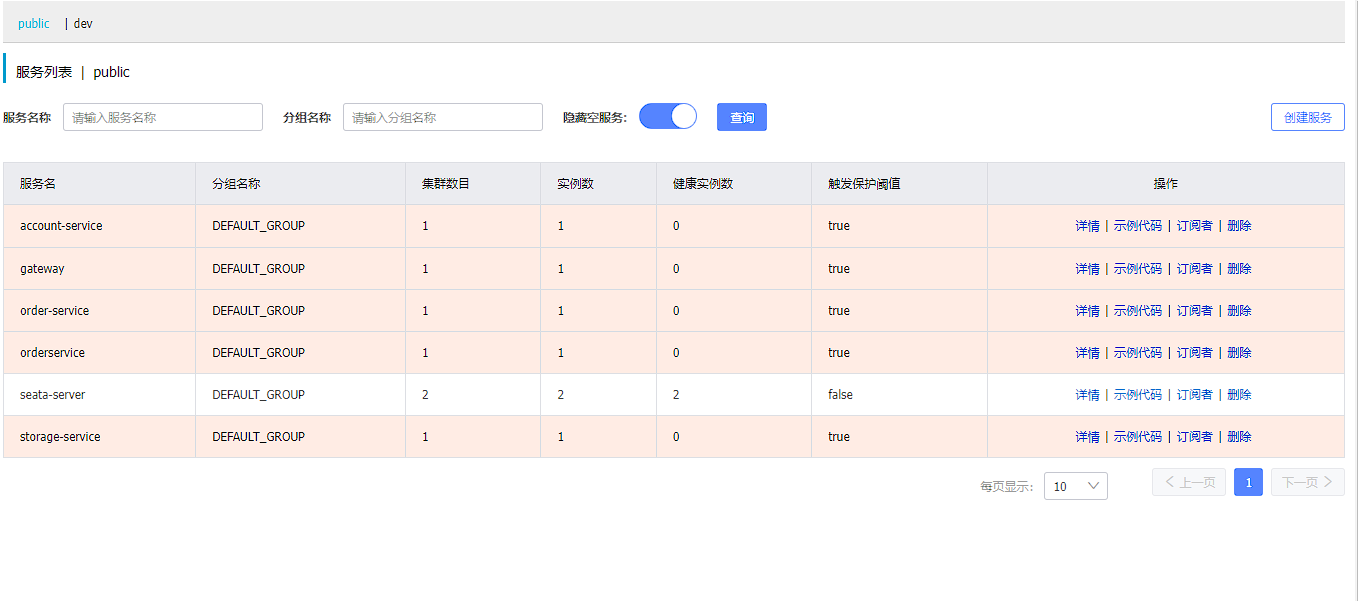 public | dev
服务列表 | public
服务名称 请输入服务名称 分组名称 请输入分组名称 隐藏空服务: 查询 创建服务
服务名 分组名称 集群数目 实例数 健康实例数 触发保护阈值 操作
account-service DEFAULT_GROUP 1 1 0 true 详情 | 示例代码 | 订阅者 | 删除
gateway DEFAULT_GROUP 1 1 0 true 详情 | 示例代码 | 订阅者 | 删除
order-service DEFAULT_GROUP 1 1 0 true 详情 | 示例代码 | 订阅者 | 删除
orderservice DEFAULT_GROUP 1 1 0 true 详情 | 示例代码 | 订阅者 | 删除
seata-server DEFAULT_GROUP 2 2 2 false 详情 | 示例代码 | 订阅者 | 删除
storage-service DEFAULT_GROUP 1 1 0 true 详情 | 示例代码 | 订阅者 | 删除
每页显示: 10 上一页 1 下一页